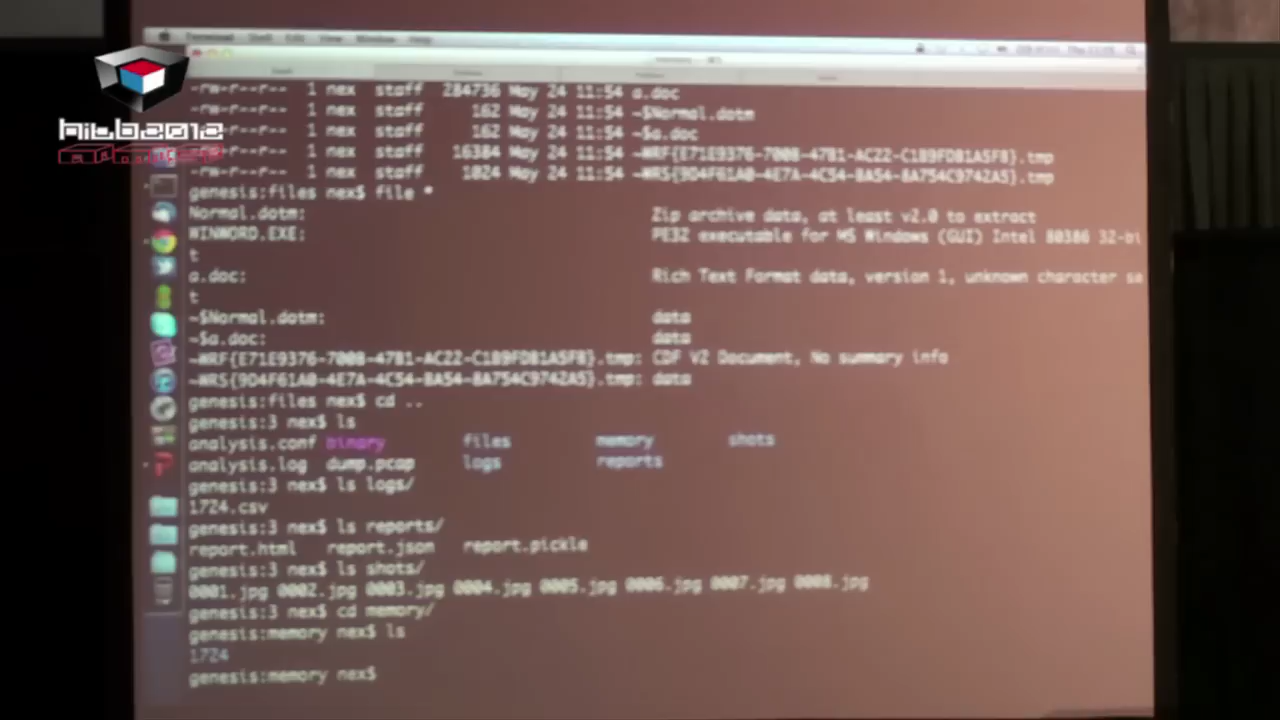 Terminal Shell Edit View Window Help
hitb2012
-rw-r--r-- 1 nex staff 284736 May 24 11:54 a.doc
-rw-r--r-- 1 nex staff 162 May 24 11:54 ~$Normal.dotm
-rw-r--r-- 1 nex staff 162 May 24 11:54 ~$a.doc
-rw-r--r-- 1 nex staff 16384 May 24 11:54 ~WRF{E71E9376-7008-4781-AC22-C189FD81A5F8}.tmp
-rw-r--r-- 1 nex staff 1024 May 24 11:54 ~WRS{9D4F61A0-4E7A-4C54-8A54-8A754C9742A5}.tmp
genesis:files nex$ file *
Normal.dotm: Zip archive data, at least v2.0 to extract
WINWORD.EXE: PE32 executable for MS Windows (GUI) Intel 80386 32-bi
t
a.doc: Rich Text Format data, version 1, unknown character se
t
~$Normal.dotm: data
~$a.doc: data
~WRF{E71E9376-7008-4781-AC22-C189FD81A5F8}.tmp: CDF V2 Document, No summary info
~WRS{9D4F61A0-4E7A-4C54-8A54-8A754C9742A5}.tmp: data
genesis:files nex$ cd ..
genesis:3 nex$ ls
analysis.conf binary files memory shots
analysis.log dump.pcap logs reports
genesis:3 nex$ ls logs/
1724.csv
genesis:3 nex$ ls reports/
report.html report.json report.pickle
genesis:3 nex$ ls shots/
0001.jpg 0002.jpg 0003.jpg 0004.jpg 0005.jpg 0006.jpg 0007.jpg 0008.jpg
genesis:3 nex$ cd memory/
genesis:memory nex$ ls
1724
genesis:memory nex$